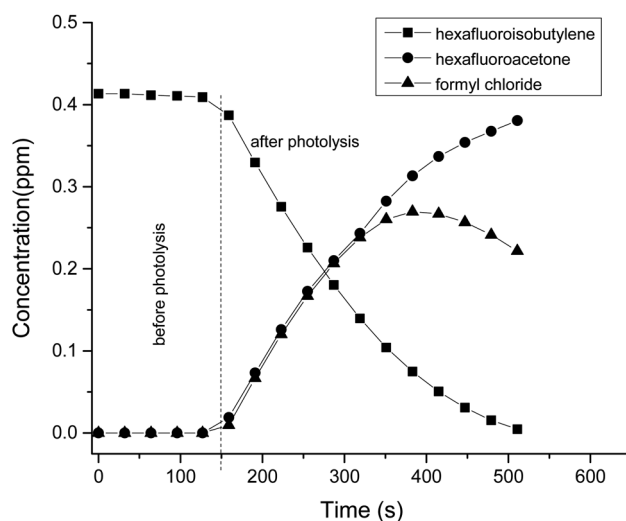 0.5
hexafluoroisobutylene
hexafluoroacetone
formyl chloride
0.4
after photolysis
0.3
0.2
before photolysis
0.1
0.0
Concentration(ppm)
0 100 200 300 400 500 600
Time (s)